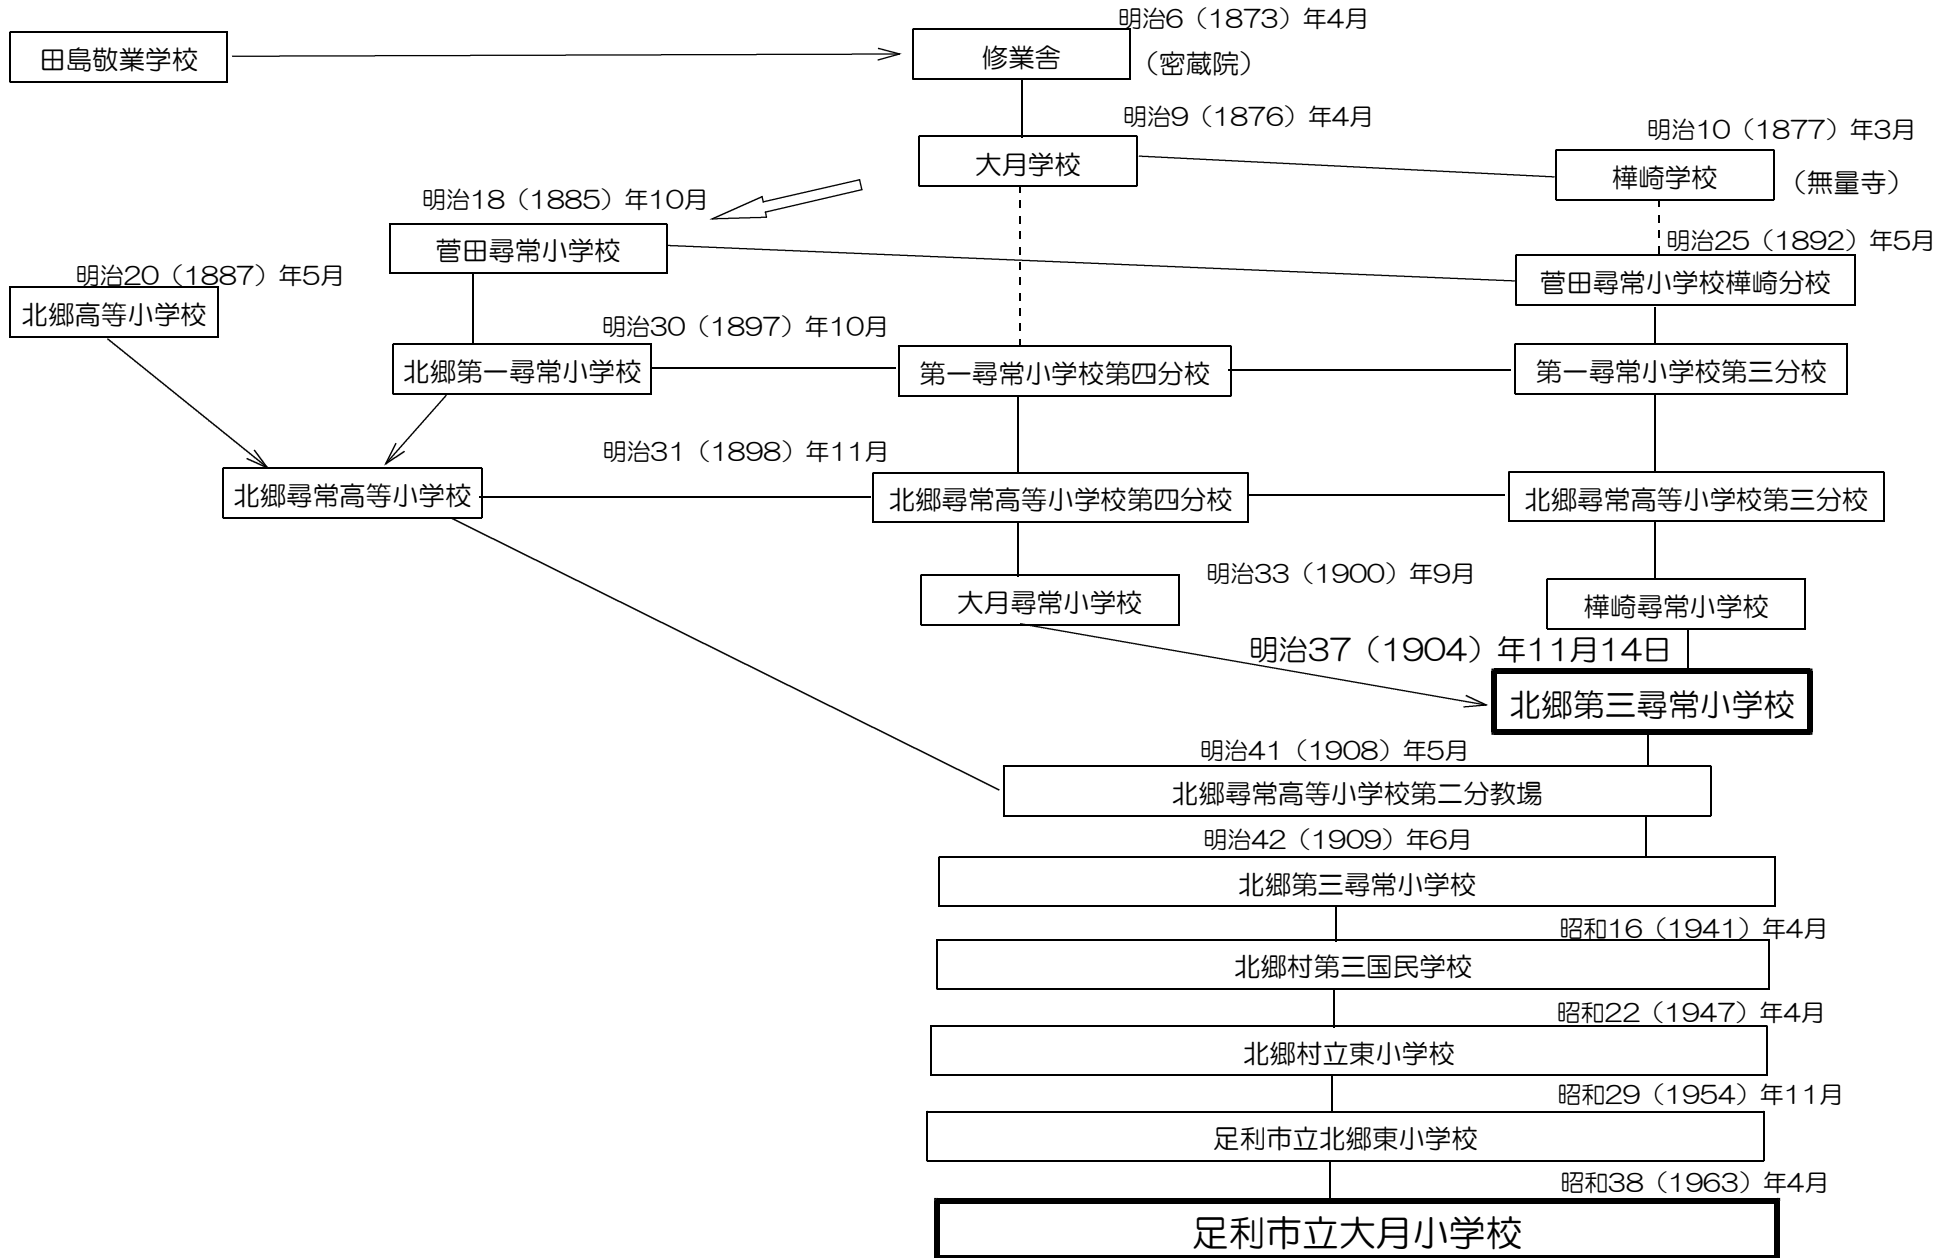 明治6（1873）年4月
田島敬業学校
修業舎
（密蔵院）
明治9（1876）年4月
明治10（1877）年3月
大月学校
樺崎学校
（無量寺）
明治18（1885）年10月
菅田尋常小学校
明治25（1892）年5月
明治20（1887）年5月
菅田尋常小学校樺崎分校
北郷高等小学校
明治30（1897）年10月
北郷第一尋常小学校
第一尋常小学校第四分校
第一尋常小学校第三分校
明治31（1898）年11月
北郷尋常高等小学校
北郷尋常高等小学校第四分校
北郷尋常高等小学校第三分校
明治33（1900）年9月
大月尋常小学校
樺崎尋常小学校
明治37（1904）年11月14日
北郷第三尋常小学校
明治41（1908）年5月
北郷尋常高等小学校第二分教場
明治42（1909）年6月
北郷第三尋常小学校
昭和16（1941）年4月
北郷村第三国民学校
昭和22（1947）年4月
北郷村立東小学校
昭和29（1954）年11月
足利市立北郷東小学校
昭和38（1963）年4月
足利市立大月小学校